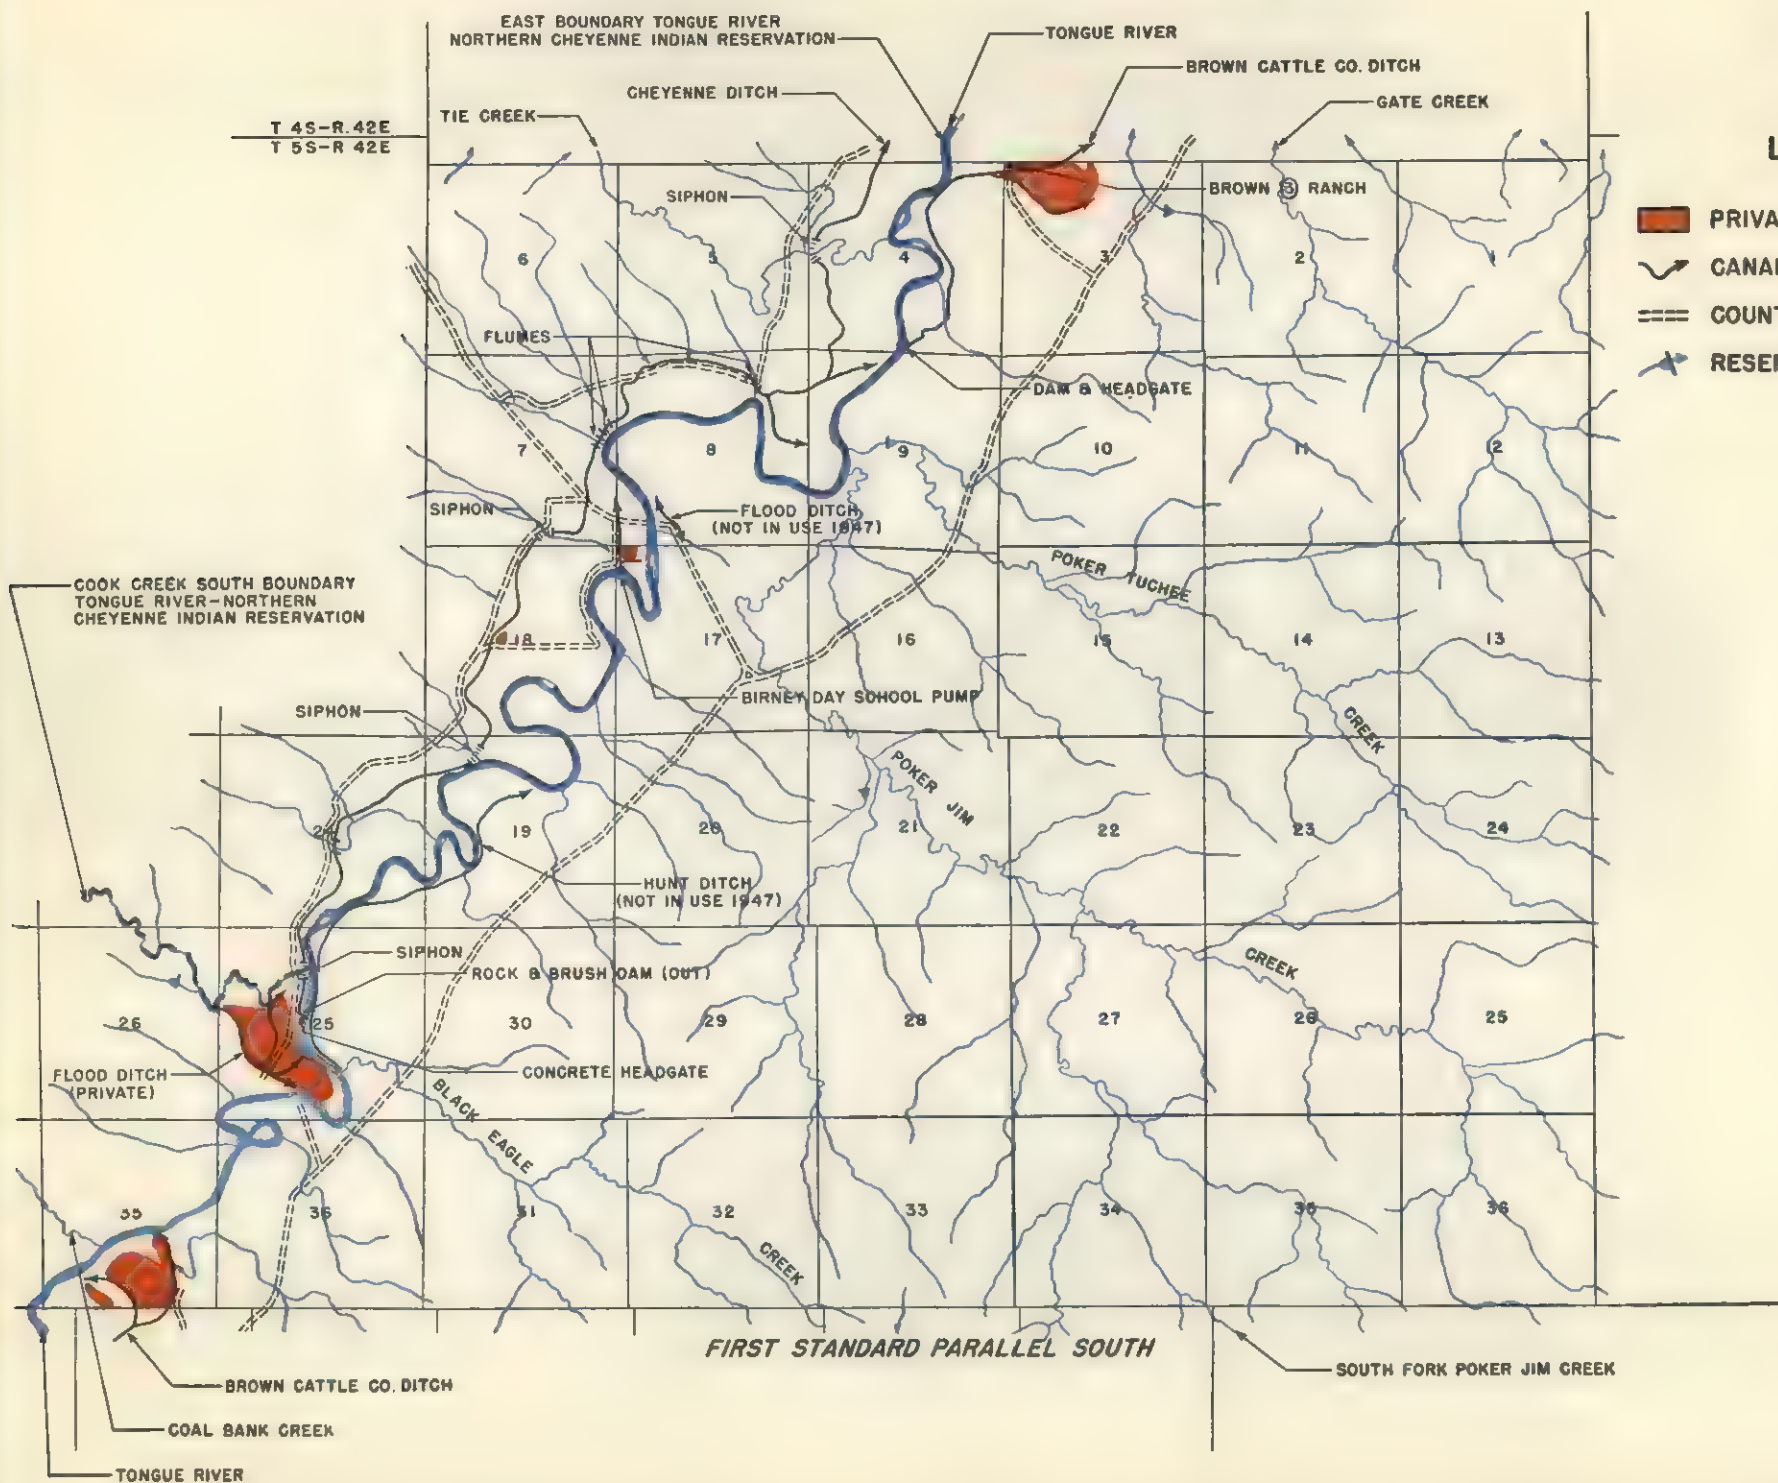 EAST BOUNDARY TONGUE RIVER
NORTHERN CHEYENNE INDIAN RESERVATION
TONGUE RIVER
BROWN CATTLE CO. DITCH
CHEYENNE DITCH
GATE CREEK
TIE CREEK
T 4S-R. 42E
T 5S-R 42E
L
SIPHON
BROWN ③ RANCH
PRIVA
6
5
4
3
2
1
CANAL
COUNT
FLUMES
RESER
DAM & HEADGATE
7
8
9
10
11
12
SIPHON
FLOOD DITCH
(NOT IN USE 1947)
POKER TUCHEE
COOK CREEK SOUTH BOUNDARY
TONGUE RIVER-NORTHERN
CHEYENNE INDIAN RESERVATION
18
17
16
15
14
13
BIRNEY DAY SCHOOL PUMP
SIPHON
CREEK
POKER JIM
19
20
21
22
23
24
HUNT DITCH
(NOT IN USE 1947)
SIPHON
CREEK
ROCK & BRUSH DAM (OUT)
26
25
30
29
28
27
26
25
FLOOD DITCH
(PRIVATE)
CONCRETE HEADGATE
BLACK EAGLE
35
36
31
32
33
34
35
36
CREEK
FIRST STANDARD PARALLEL SOUTH
SOUTH FORK POKER JIM CREEK
BROWN CATTLE CO. DITCH
COAL BANK CREEK
TONGUE RIVER